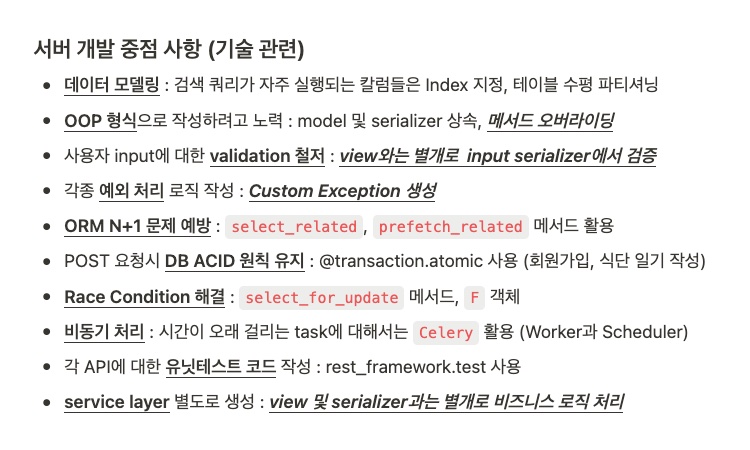 서버 개발 중점 사항 (기술 관련)
• 데이터 모델링 : 검색 쿼리가 자주 실행되는 칼럼들은 Index 지정, 테이블 수평 파티셔닝
• OOP 형식으로 작성하려고 노력 : model 및 serializer 상속, 메서드 오버라이딩
• 사용자 input에 대한 validation 철저 : view와는 별개로 input serializer에서 검증
• 각종 예외 처리 로직 작성 : Custom Exception 생성
• ORM N+1 문제 예방 : select_related, prefetch_related 메서드 활용
• POST 요청시 DB ACID 원칙 유지 : @transaction.atomic 사용 (회원가입, 식단 일기 작성)
• Race Condition 해결 : select_for_update 메서드, F 객체
• 비동기 처리 : 시간이 오래 걸리는 task에 대해서는 Celery 활용 (Worker과 Scheduler)
• 각 API에 대한 유닛테스트 코드 작성 : rest_framework.test 사용
• service layer 별도로 생성 : view 및 serializer과는 별개로 비즈니스 로직 처리